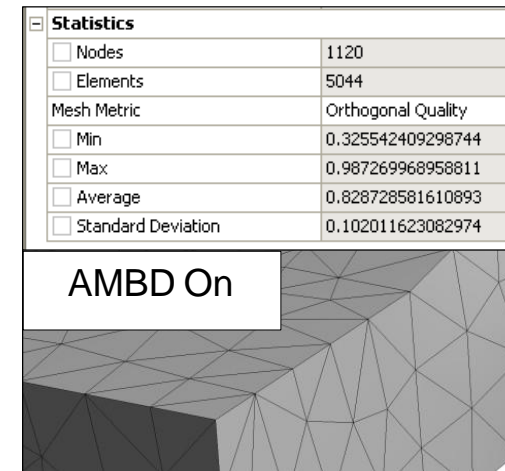 Statistics
Nodes 1120
Elements 5044
Mesh Metric Orthogonal Quality
Min 0.325542409298744
Max 0.987269968958811
Average 0.828728581610893
Standard Deviation 0.102011623082974
AMBD On